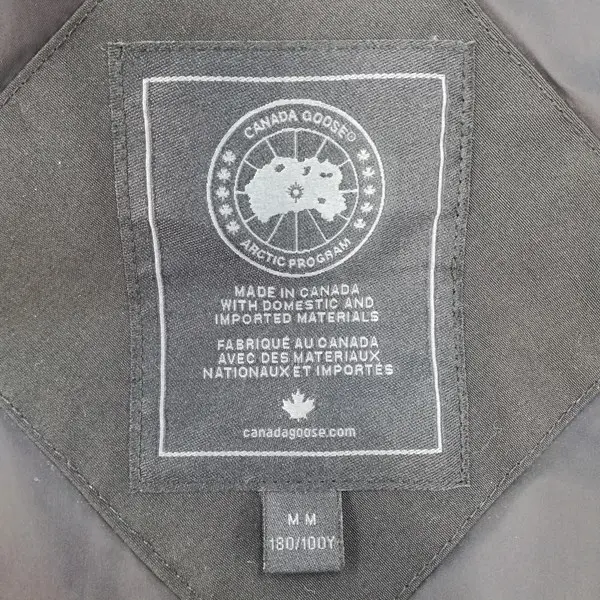 CANADA GOOSE®
ARCTIC PROGRAM
MADE IN CANADA
WITH DOMESTIC AND
IMPORTED MATERIALS
FABRIQUÉ AU CANADA
AVEC DES MATERIAUX
NATIONAUX ET IMPORTÉS
canadagoose.com
M M
180/100Y